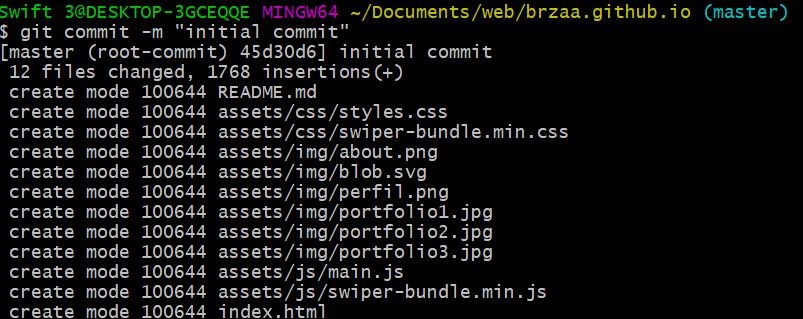 Swift 3@DESKTOP-3GCEQQE MINGW64 ~/Documents/web/brzaa.github.io (master)
$ git commit -m "initial commit"
[master (root-commit) 45d30d6] initial commit
 12 files changed, 1768 insertions(+)
 create mode 100644 README.md
 create mode 100644 assets/css/styles.css
 create mode 100644 assets/css/swiper-bundle.min.css
 create mode 100644 assets/img/about.png
 create mode 100644 assets/img/blob.svg
 create mode 100644 assets/img/perfil.png
 create mode 100644 assets/img/portfolio1.jpg
 create mode 100644 assets/img/portfolio2.jpg
 create mode 100644 assets/img/portfolio3.jpg
 create mode 100644 assets/js/main.js
 create mode 100644 assets/js/swiper-bundle.min.js
 create mode 100644 index.html